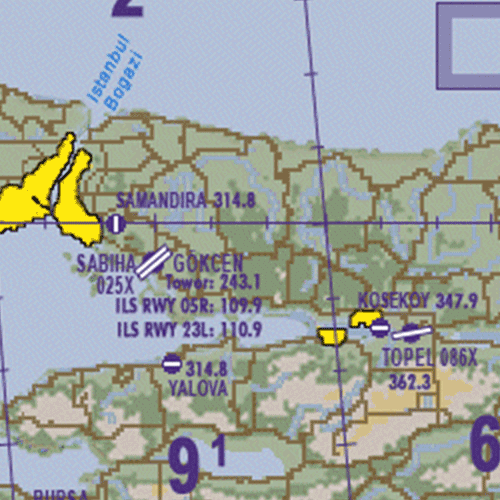 2
Istanbul
Bogazi
SAMANDIRA 314.8
SABIHA GÖKCEN
025X Tower: 243.1
ILS RWY 05R: 109.9
ILS RWY 23L: 110.9
KOSEKOY 347.9
TOPEL 086X
362.3
314.8
YALOVA
9 1
6
BURSA